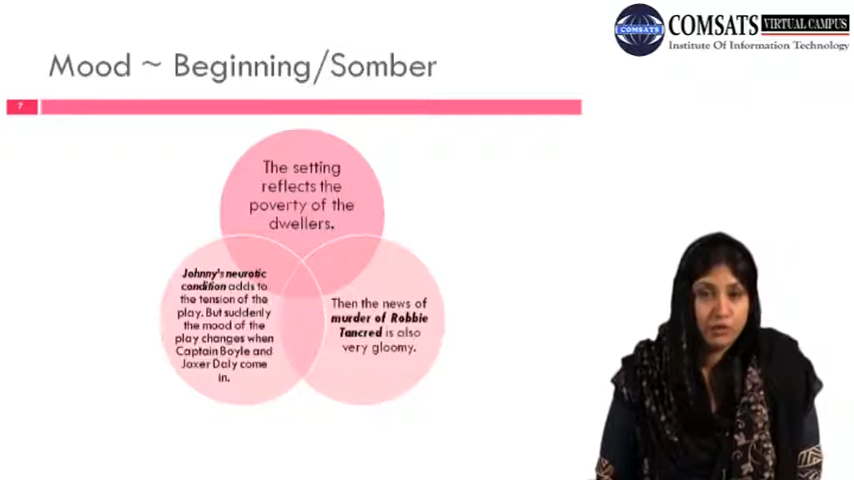 COMSATS VIRTUAL CAMPUS
Institute Of Information Technology
COMSATS
Mood ~ Beginning/Somber
7
The setting
reflects the
poverty of the
dwellers.
Johnny's neurotic
condition adds to
the tension of the
play. But suddenly
the mood of the
play changes when
Captain Boyle and
Joxer Daly come
in.
Then the news of
murder of Robbie
Tancred is also
very gloomy.